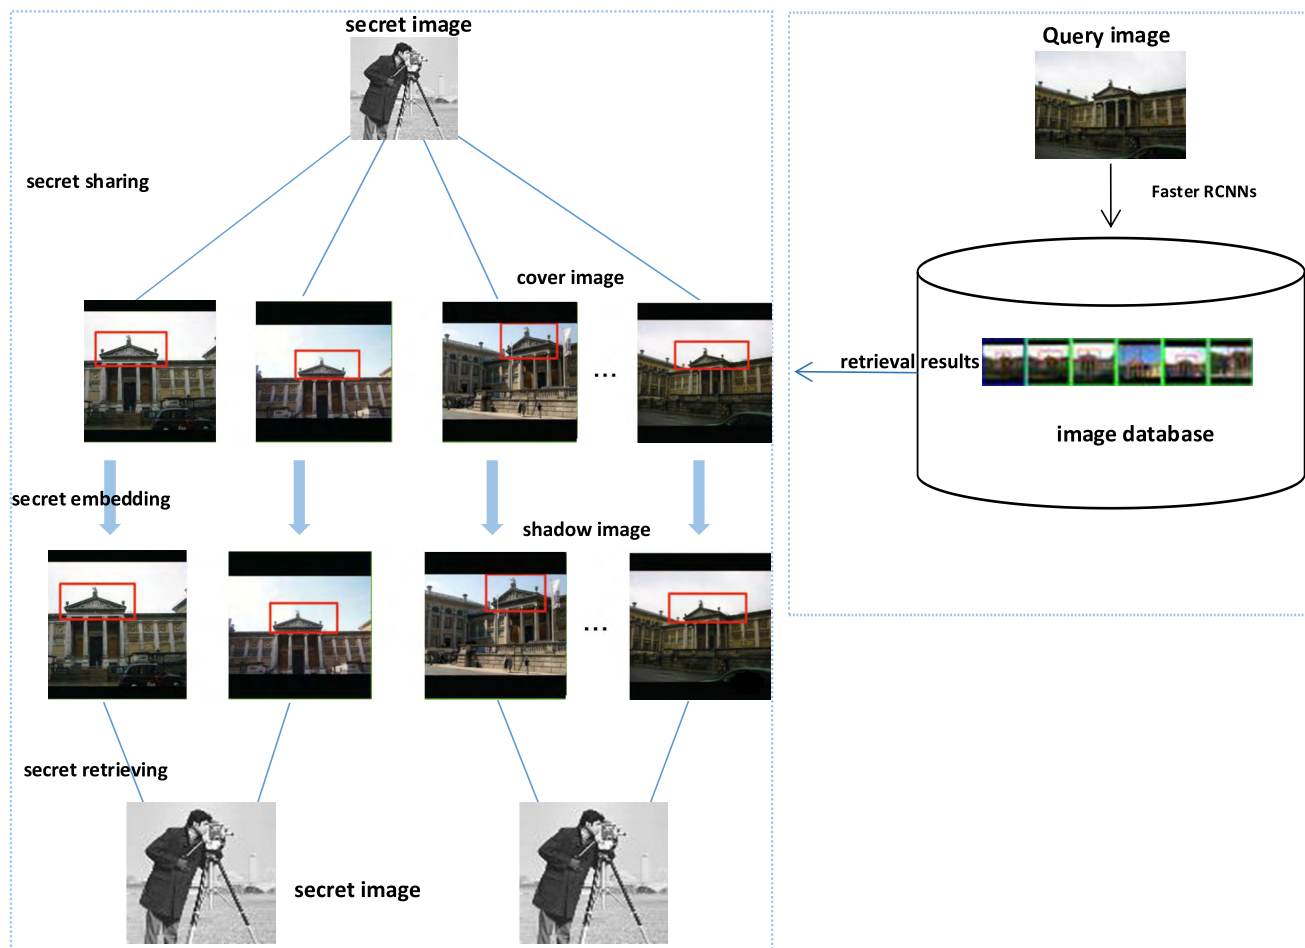 secret image
Query image
secret sharing
Faster RCNNs
cover image
retrieval results
...
image database
secret embedding
shadow image
...
secret retrieving
secret image